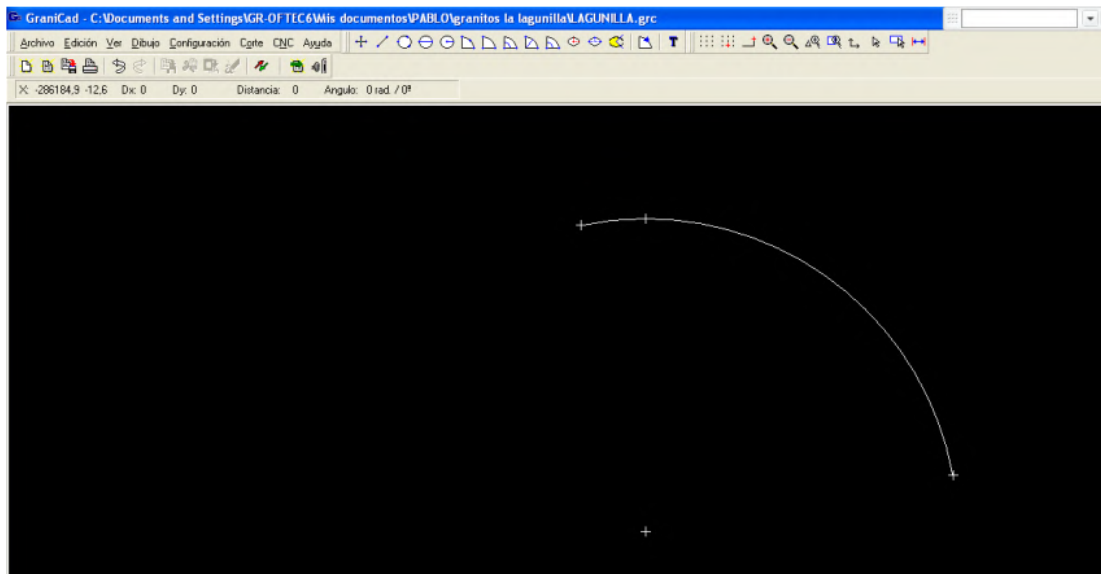 GraniCad - C:\Documents and Settings\GR-OFTEC6\Mis documentos\PABLO\granitos la lagunilla\LAGUNILLA.grc
Archivo Edición Ver Dibujo Configuración Corte CNC Ayuda T
X: -286184,9 -12,6 Dx: 0 Dy: 0 Distancia: 0 Angulo: 0 rad. / 0º